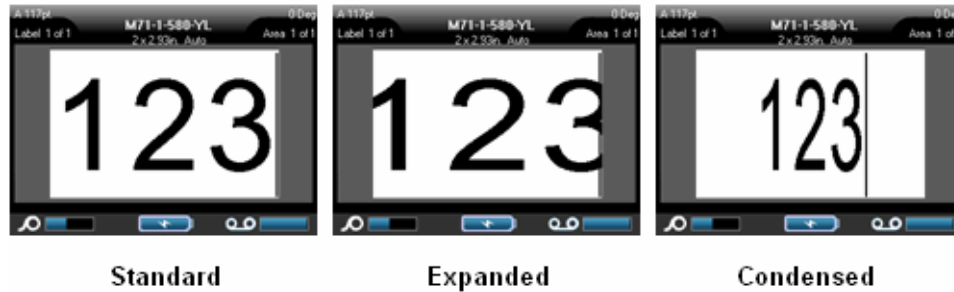 A 117pt M71-1-580-YL 0 Deg
Label 1 of 1 2 x 2.93in. Auto Area 1 of 1
123
A 117pt M71-1-580-YL 0 Deg
Label 1 of 1 2 x 2.93in. Auto Area 1 of 1
123
A 117pt M71-1-580-YL 0 Deg
Label 1 of 1 2 x 2.93in. Auto Area 1 of 1
123
Standard Expanded Condensed